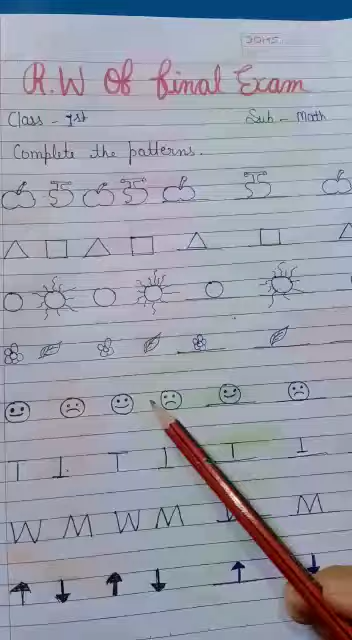 R.W Of final Exam
Class - 1st Sub - Math
Complete the patterns.
T T
W M W M M